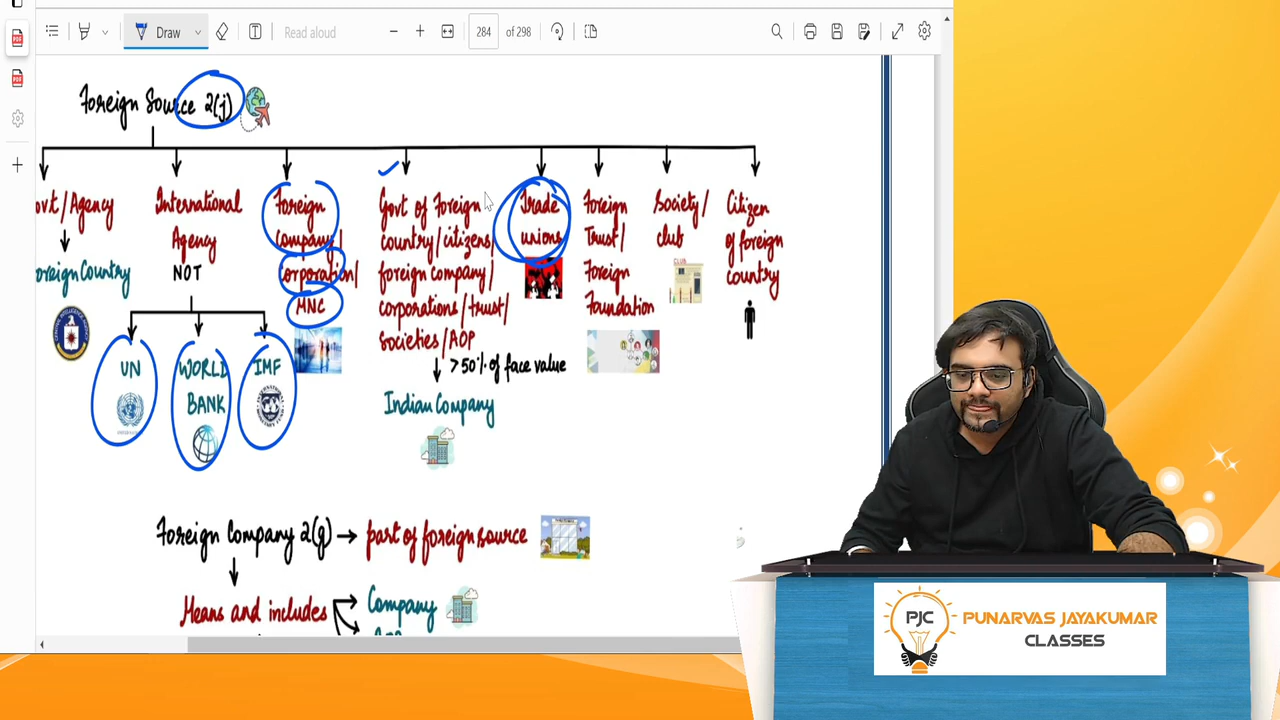 Draw
Read aloud
284
of 298
Foreign Source 2(j)
ovt/Agency
oreign Country
International
Agency
NOT
UN
WORLD
BANK
IMF
Foreign
Company/
Corporation/
MNC
Govt of Foreign
country/citizens/
foreign company/
corporations/trust/
societies/AOP
>50% of face value
Indian Company
Trade
unions
Foreign
Trust/
Foreign
Foundation
Society/
club
CLUB
Citizen
of foreign
country
Foreign Company 2(g) → part of foreign source
Means and includes
Company
PJC
PUNARVAS JAYAKUMAR
CLASSES